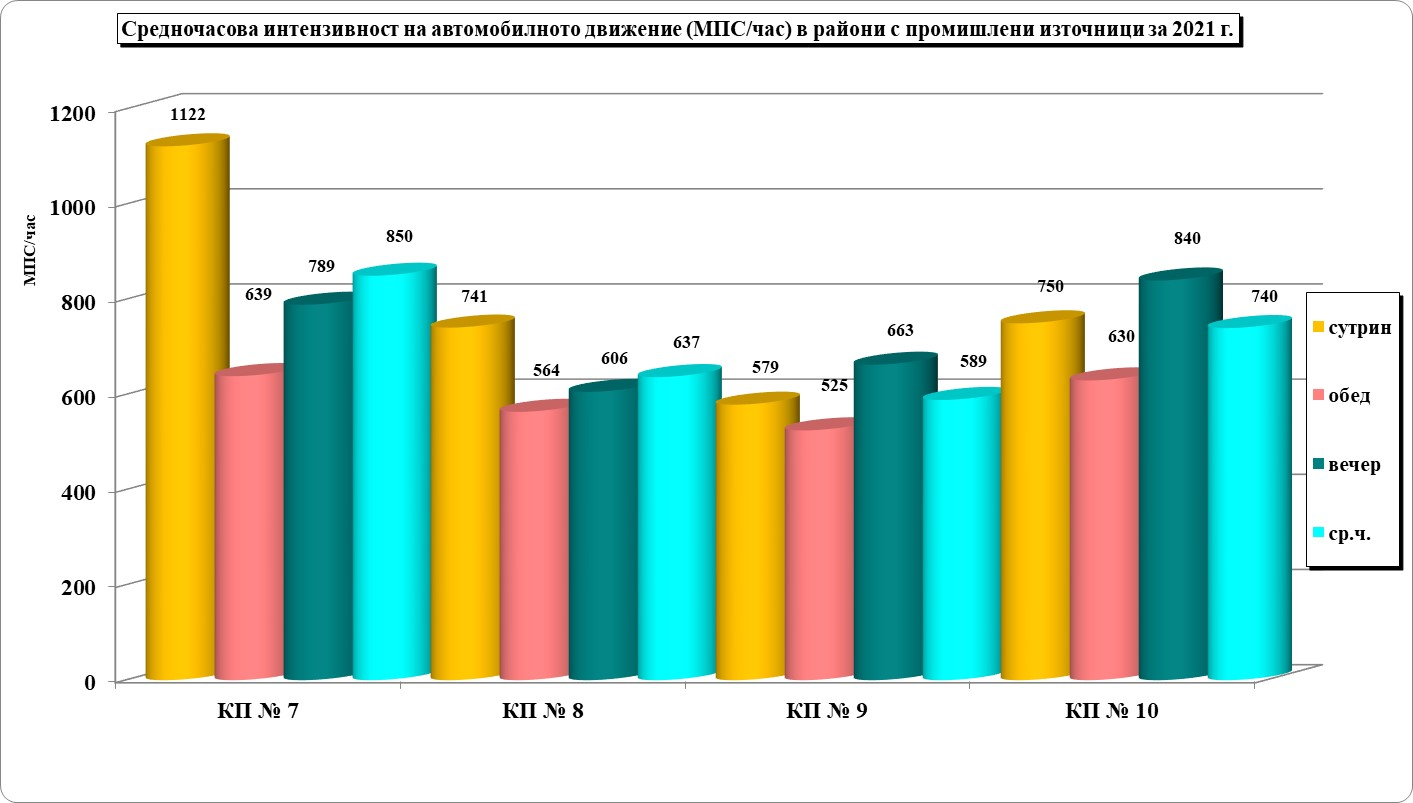 Средночасова интензивност на автомобилното движение (МПС/час) в райони с промишлени източници за 2021 г.
МПС/час
1200
1000
800
600
400
200
0
1122
639
789
850
741
564
606
637
579
525
663
589
750
630
840
740
КП № 7
КП № 8
КП № 9
КП № 10
сутрин
обед
вечер
ср.ч.